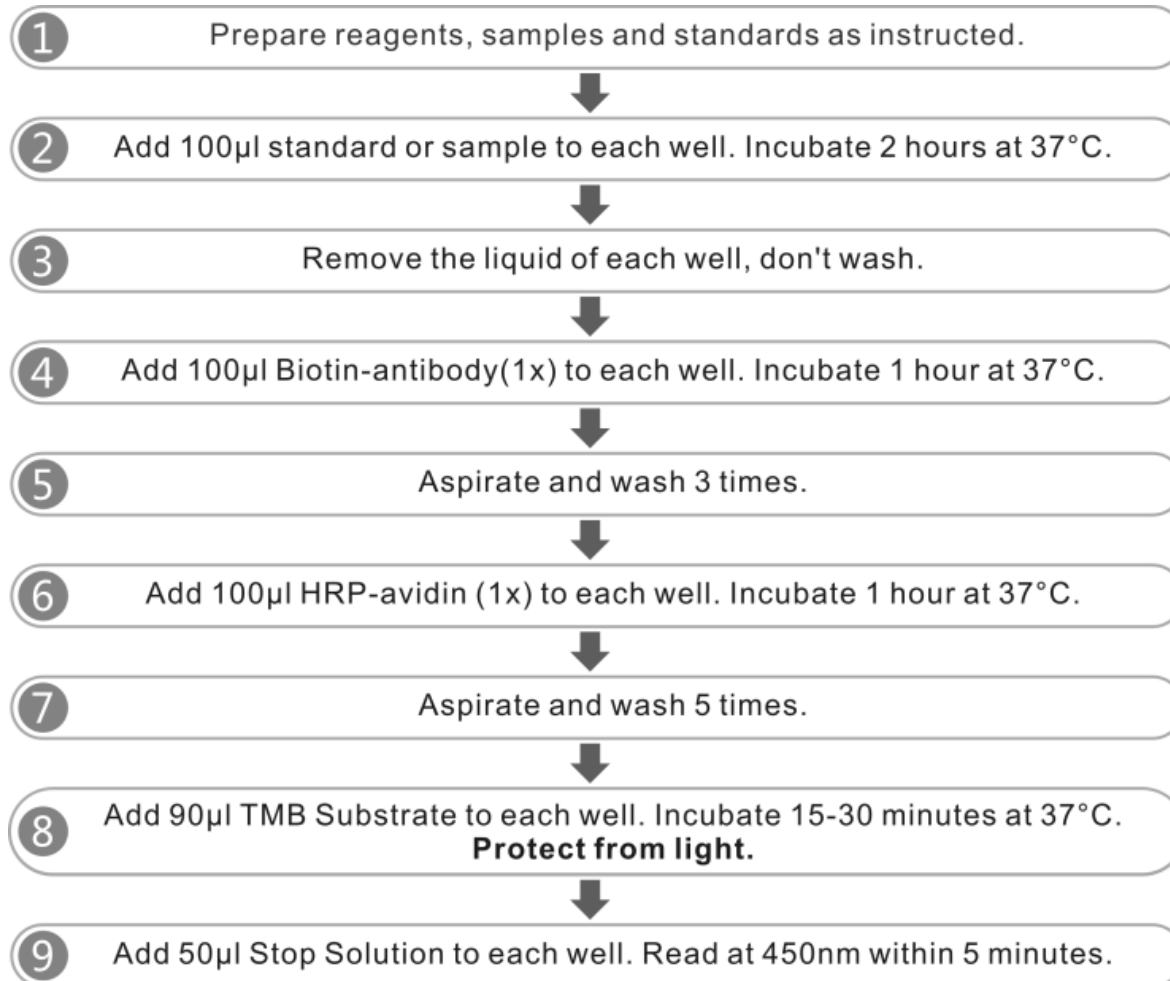 1 Prepare reagents, samples and standards as instructed.
2 Add 100µl standard or sample to each well. Incubate 2 hours at 37°C.
3 Remove the liquid of each well, don't wash.
4 Add 100µl Biotin-antibody(1x) to each well. Incubate 1 hour at 37°C.
5 Aspirate and wash 3 times.
6 Add 100µl HRP-avidin (1x) to each well. Incubate 1 hour at 37°C.
7 Aspirate and wash 5 times.
8 Add 90µl TMB Substrate to each well. Incubate 15-30 minutes at 37°C.
Protect from light.
9 Add 50µl Stop Solution to each well. Read at 450nm within 5 minutes.